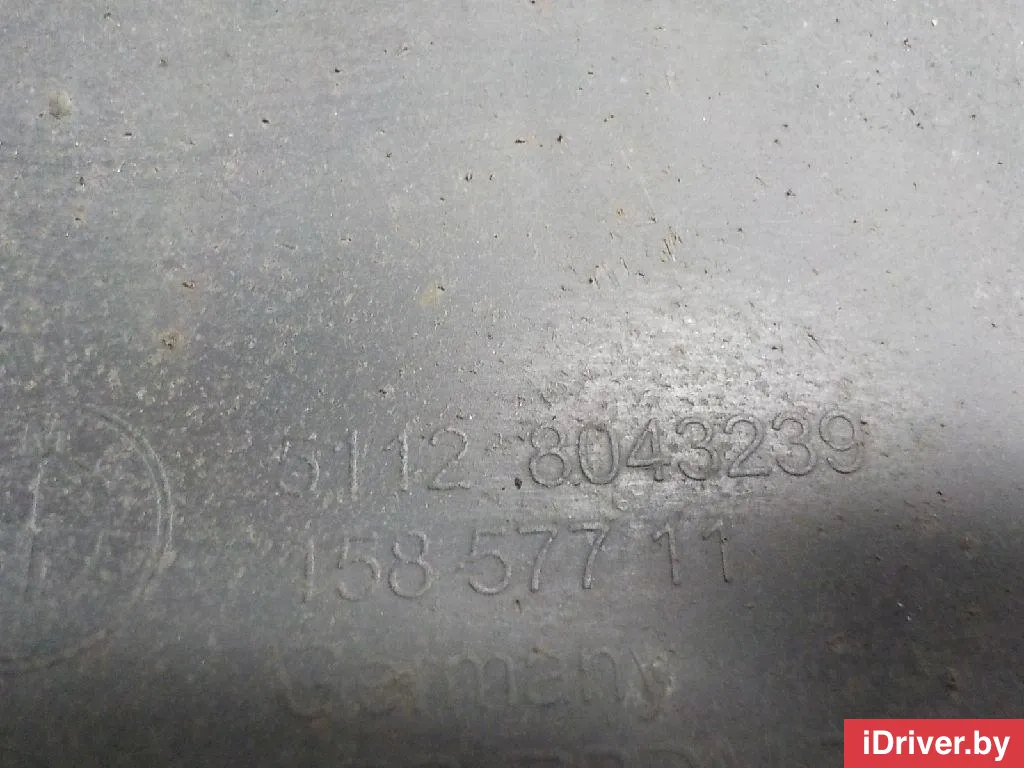 5112 8043239
158 577 11
Germany
iDriver.by